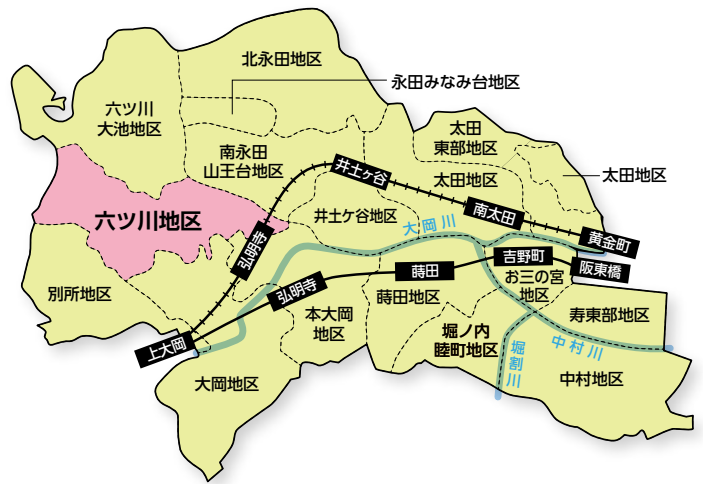 北永田地区
永田みなみ台地区
六ツ川
大池地区
太田
東部地区
南永田
山王台地区
太田地区
太田地区
井土ヶ谷
六ツ川地区
井土ケ谷地区
南太田
大岡川
黄金町
弘明寺
吉野町
阪東橋
別所地区
弘明寺
蒔田
お三の宮
地区
蒔田地区
本大岡
地区
寿東部地区
上大岡
堀ノ内
睦町地区
中村川
堀割川
大岡地区
中村地区